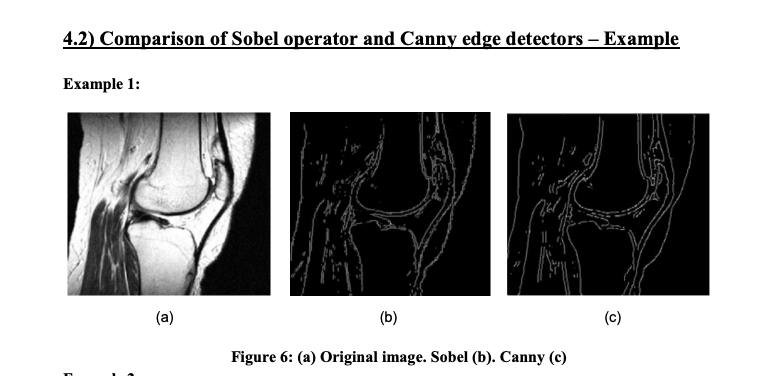 4.2) Comparison of Sobel operator and Canny edge detectors – Example
Example 1:
(a)
(b)
(c)
Figure 6: (a) Original image. Sobel (b). Canny (c)